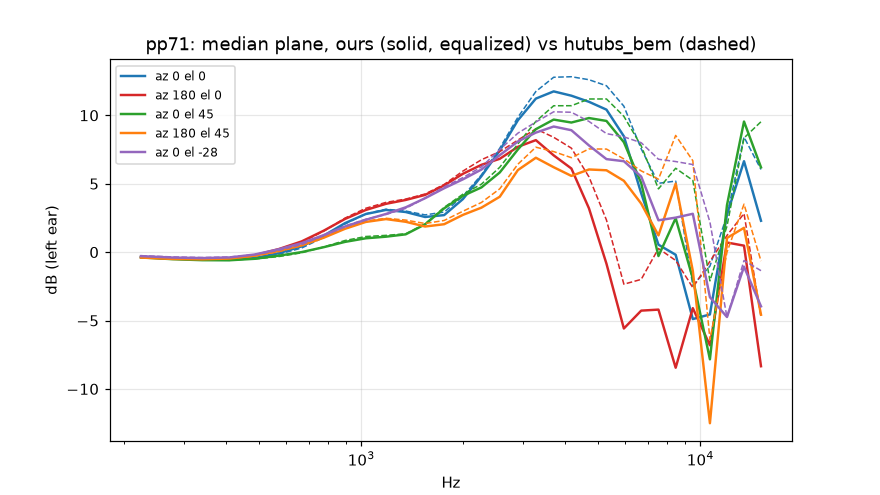 pp71: median plane, ours (solid, equalized) vs hutubs_bem (dashed)
az 0 el 0
az 180 el 0
az 0 el 45
az 180 el 45
az 0 el -28
dB (left ear)
10
5
0
−5
−10
10³
10⁴
Hz